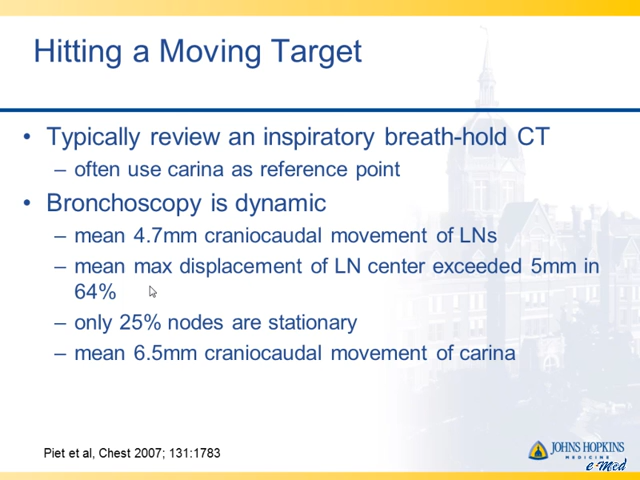 Hitting a Moving Target
• Typically review an inspiratory breath-hold CT
– often use carina as reference point
• Bronchoscopy is dynamic
– mean 4.7mm craniocaudal movement of LNs
– mean max displacement of LN center exceeded 5mm in
64%
– only 25% nodes are stationary
– mean 6.5mm craniocaudal movement of carina
Piet et al, Chest 2007; 131:1783
JOHNS HOPKINS
MEDICINE
e-Med